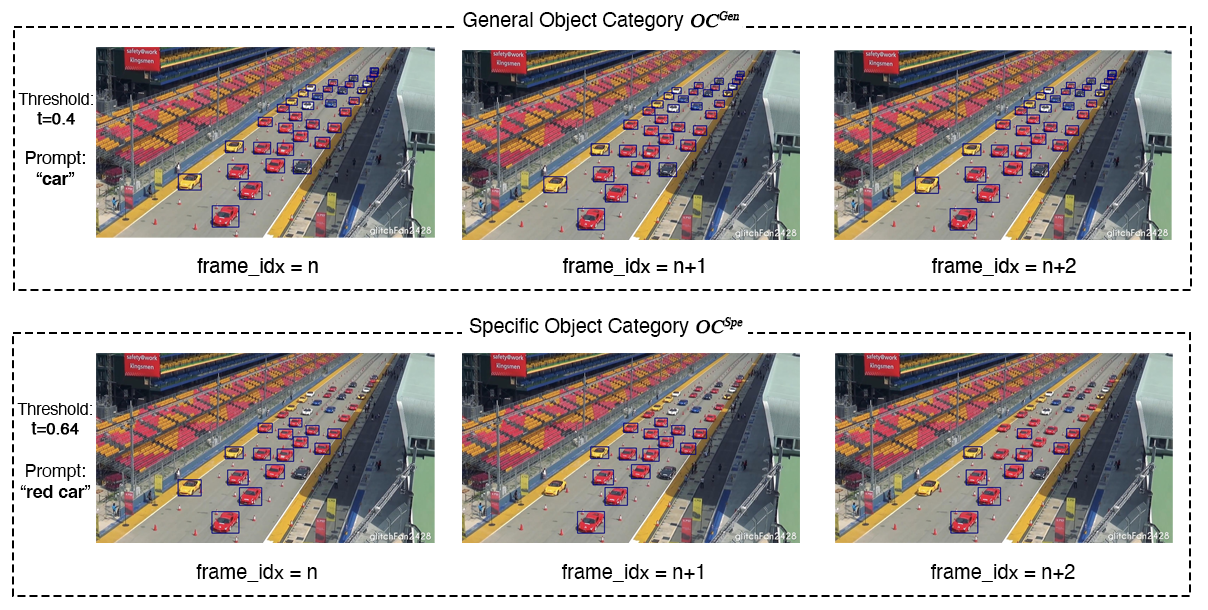 General Object Category OC^Gen
Threshold:
t=0.4
Prompt:
“car”
safety@work
Kingsmen
glitchFan2428
safety@work
Kingsmen
glitchFan2428
safety@work
Kingsmen
glitchFan2428
frame_idx = n
frame_idx = n+1
frame_idx = n+2
Specific Object Category OC^Spe
Threshold:
t=0.64
Prompt:
“red car”
safety@work
Kingsmen
glitchFan2428
safety@work
Kingsmen
glitchFan2428
safety@work
Kingsmen
glitchFan2428
frame_idx = n
frame_idx = n+1
frame_idx = n+2